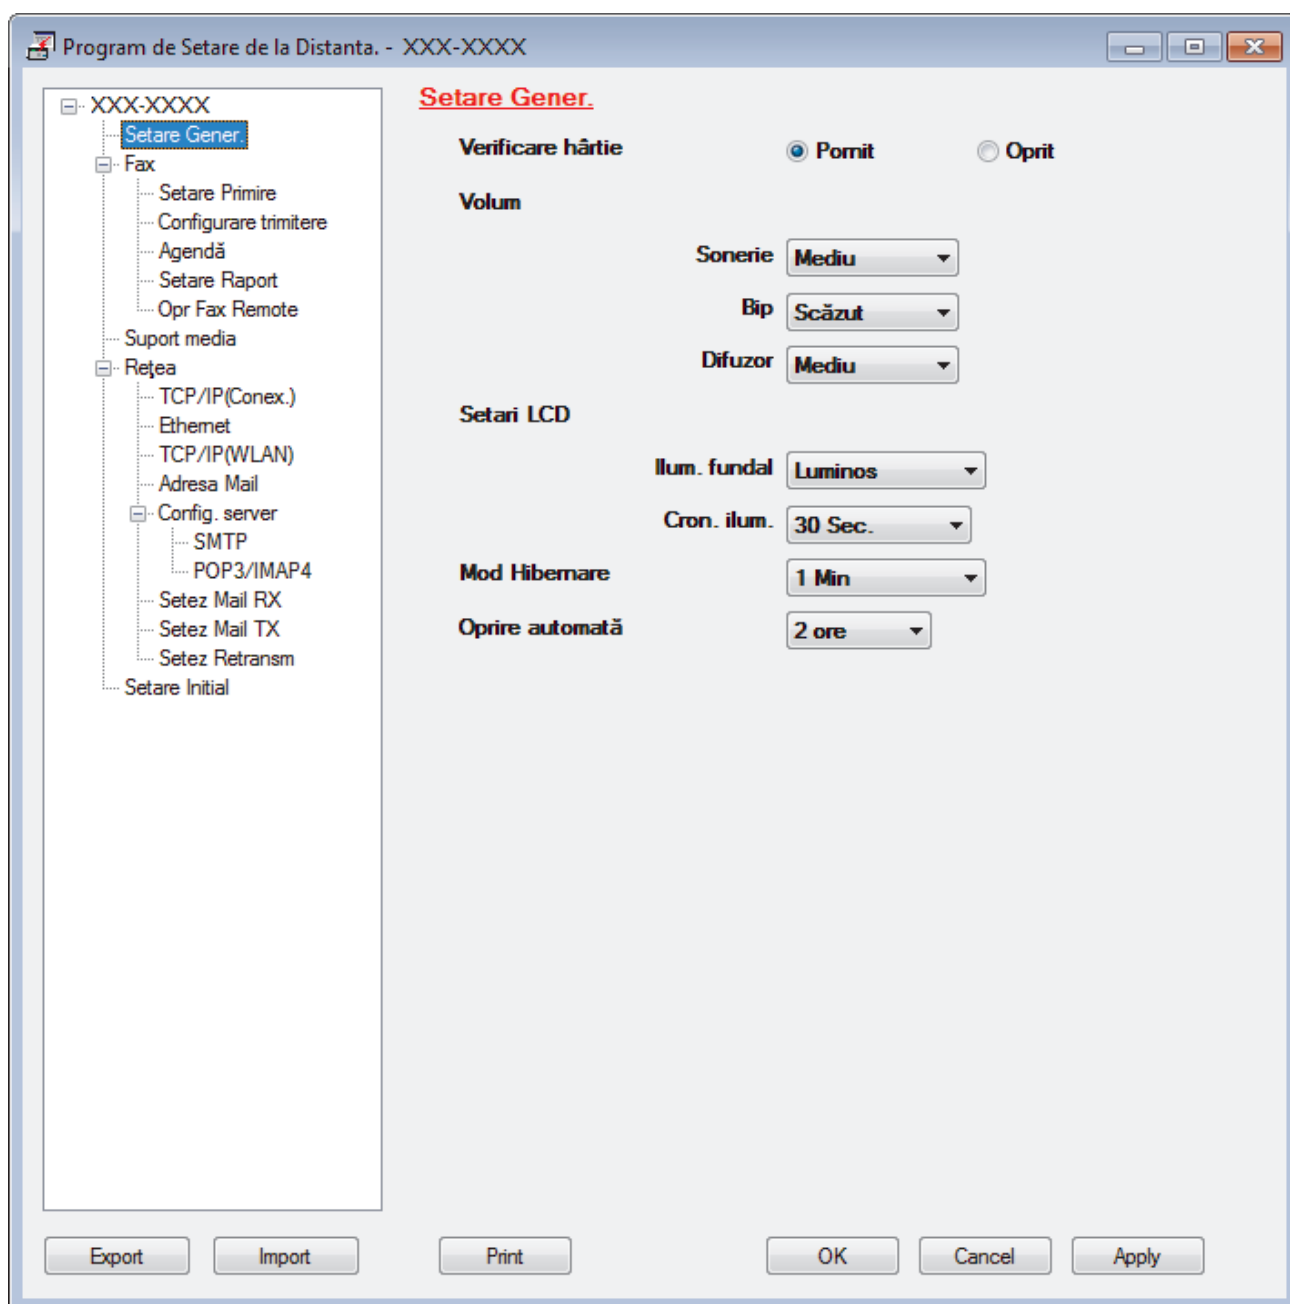 Program de Setare de la Distanta. - XXX-XXXX
XXX-XXXX
Setare Gener.
Fax
Setare Primire
Configurare trimitere
Agendă
Setare Raport
Opr Fax Remote
Suport media
Reţea
TCP/IP(Conex.)
Ethernet
TCP/IP(WLAN)
Adresa Mail
Config. server
SMTP
POP3/IMAP4
Setez Mail RX
Setez Mail TX
Setez Retransm
Setare Initial
Setare Gener.
Verificare hârtie Pornit Oprit
Volum
Sonerie Mediu
Bip Scăzut
Difuzor Mediu
Setari LCD
Ilum. fundal Luminos
Cron. ilum. 30 Sec.
Mod Hibernare 1 Min
Oprire automată 2 ore
Export Import Print OK Cancel Apply